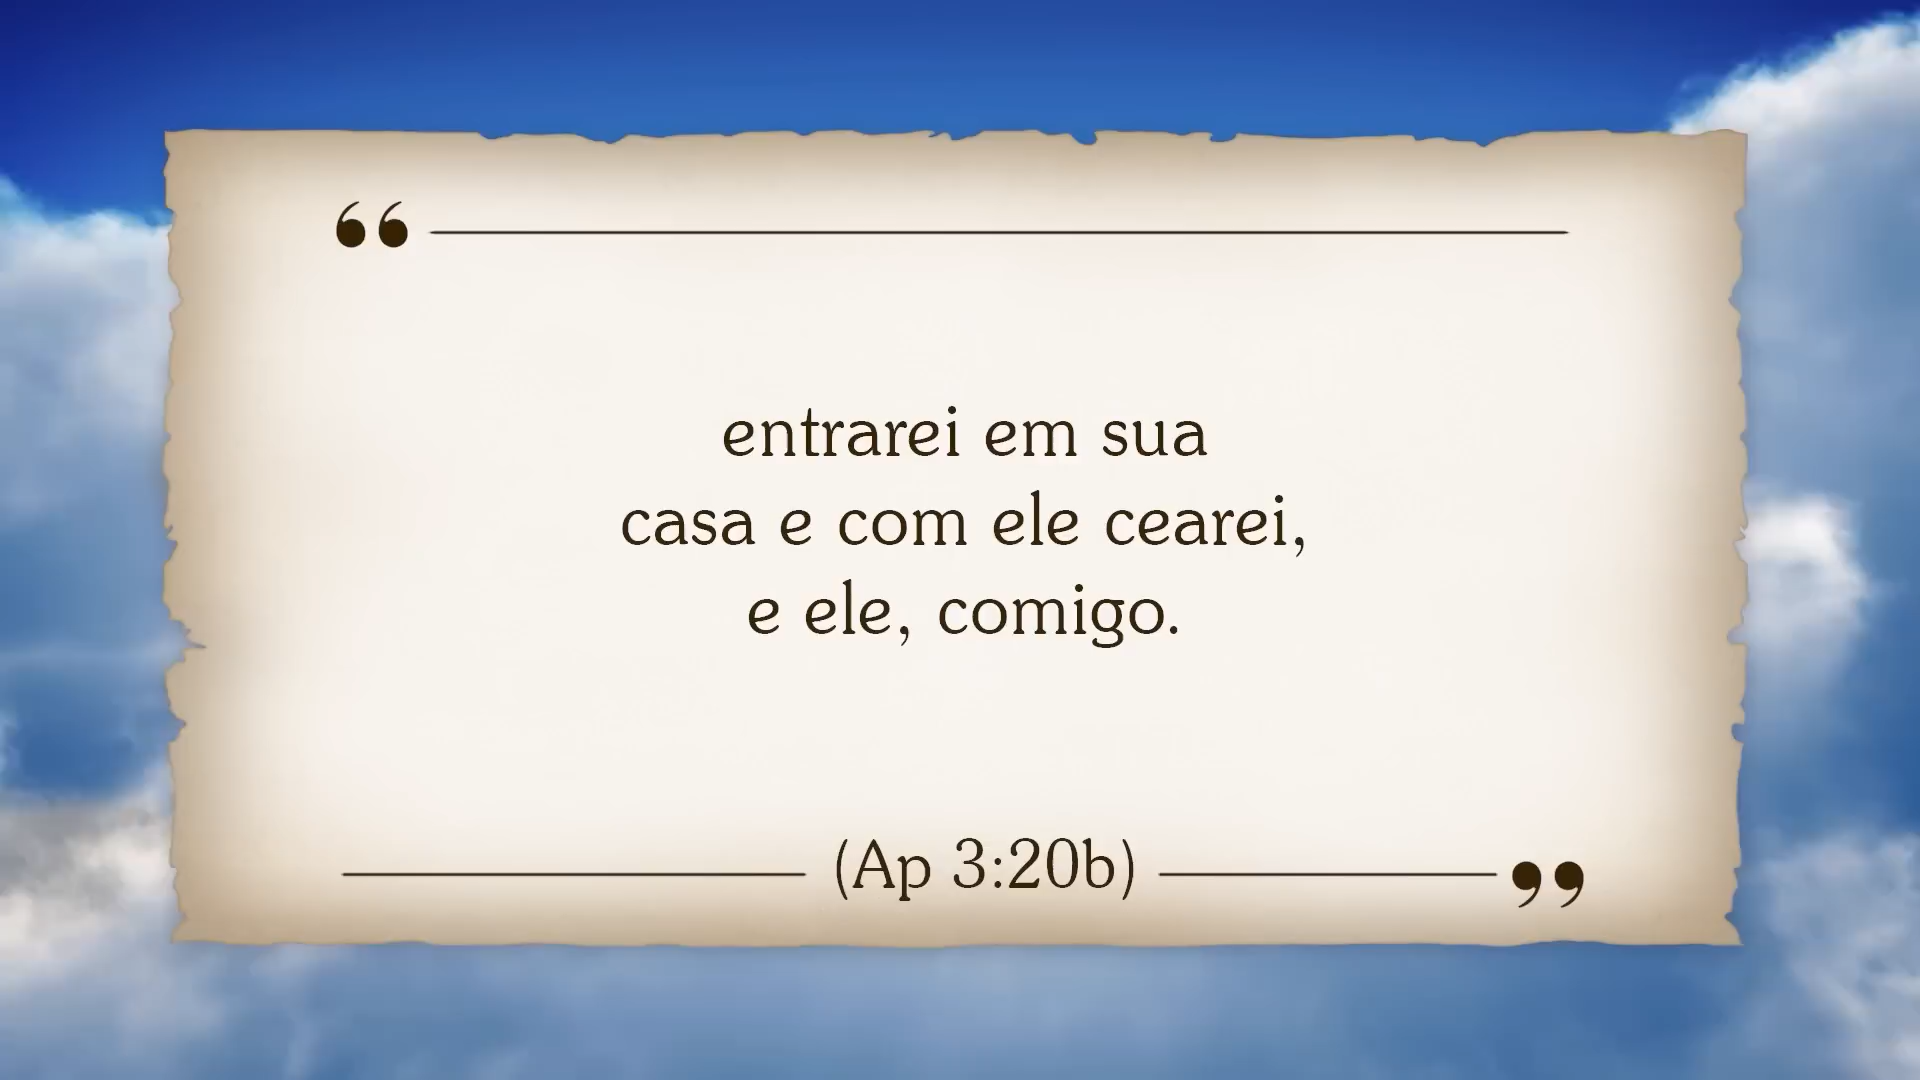 “
entrarei em sua
casa e com ele cearei,
e ele, comigo.
(Ap 3:20b) ”